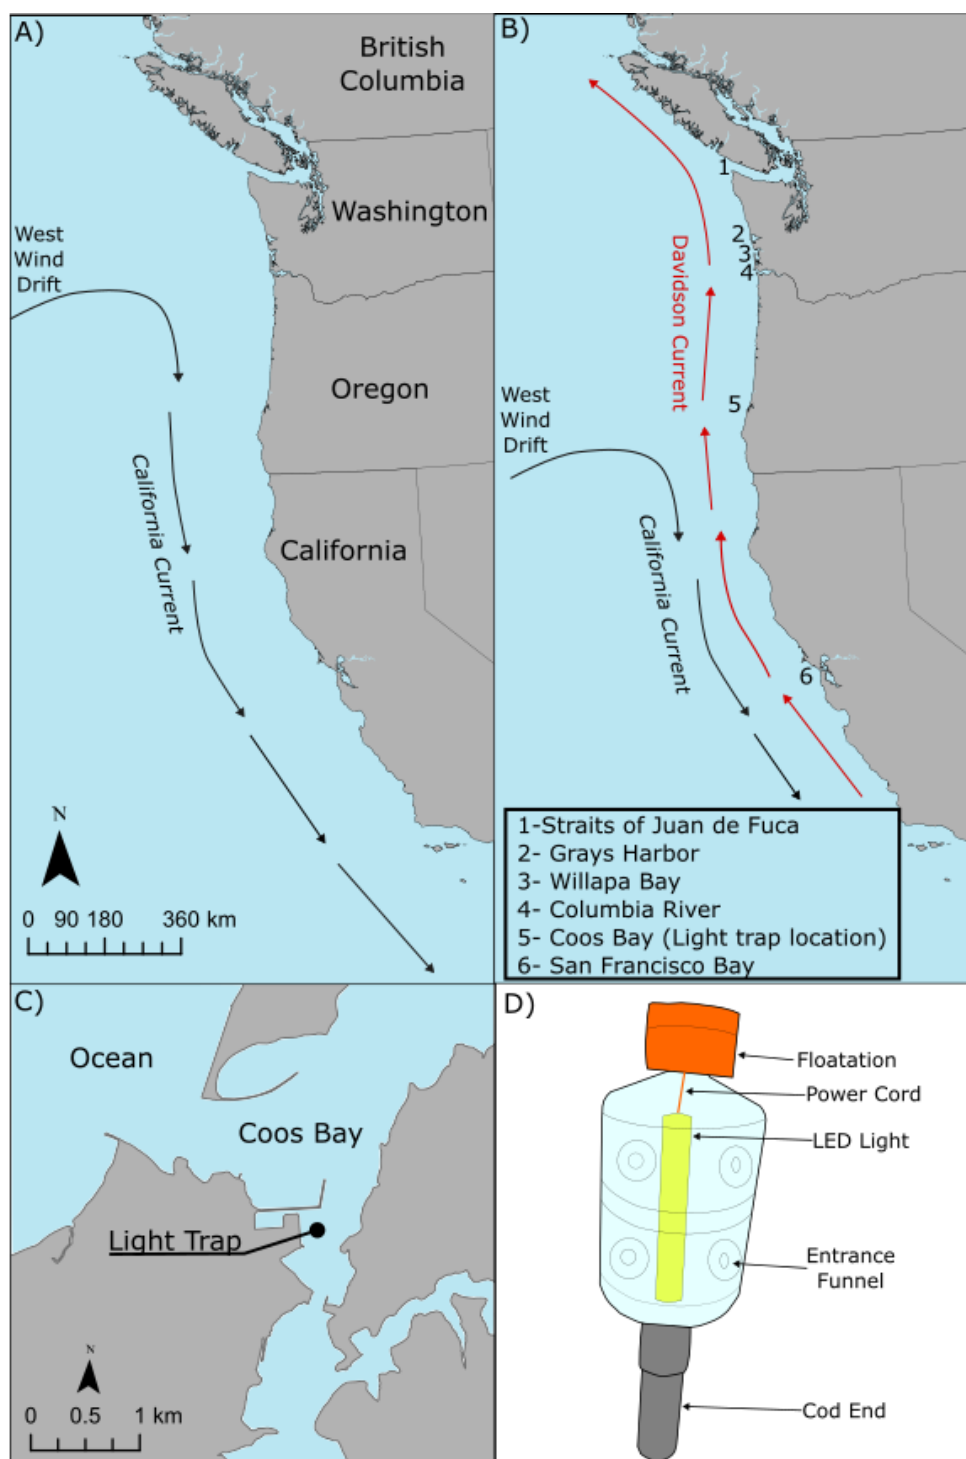 A)
British
Columbia
Washington
West
Wind
Drift
Oregon
California Current
California
N
0 90 180 360 km
B)
1
2
3
4
Davidson Current
5
West
Wind
Drift
California Current
6
1-Straits of Juan de Fuca
2- Grays Harbor
3- Willapa Bay
4- Columbia River
5- Coos Bay (Light trap location)
6- San Francisco Bay
C)
Ocean
Coos Bay
Light Trap
N
0 0.5 1 km
D)
Floatation
Power Cord
LED Light
Entrance
Funnel
Cod End